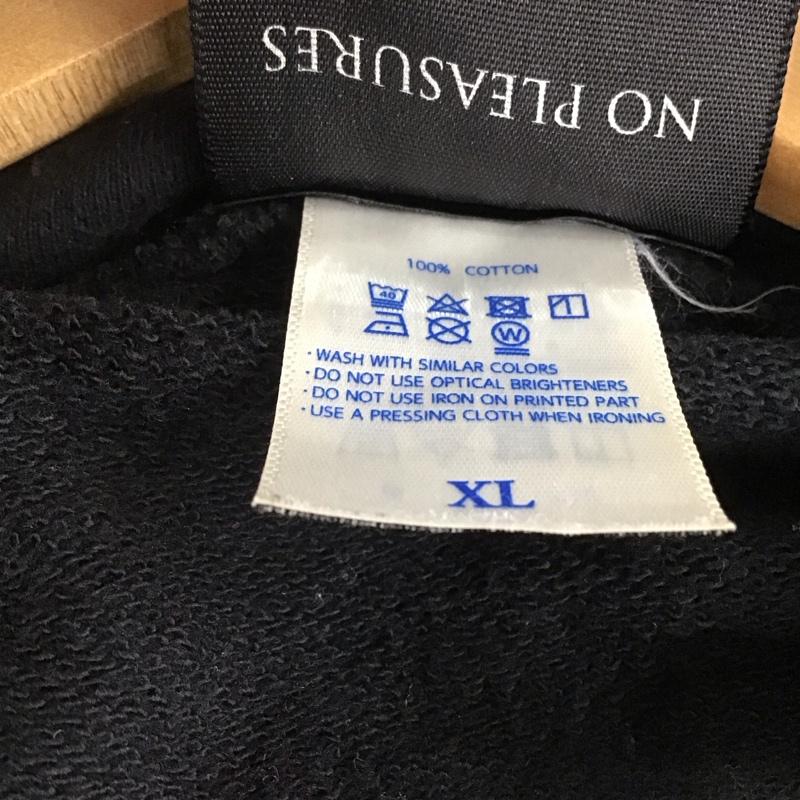 NO PLEASURES
100% COTTON
40
W
·WASH WITH SIMILAR COLORS
·DO NOT USE OPTICAL BRIGHTENERS
·DO NOT USE IRON ON PRINTED PART
·USE A PRESSING CLOTH WHEN IRONING
XL